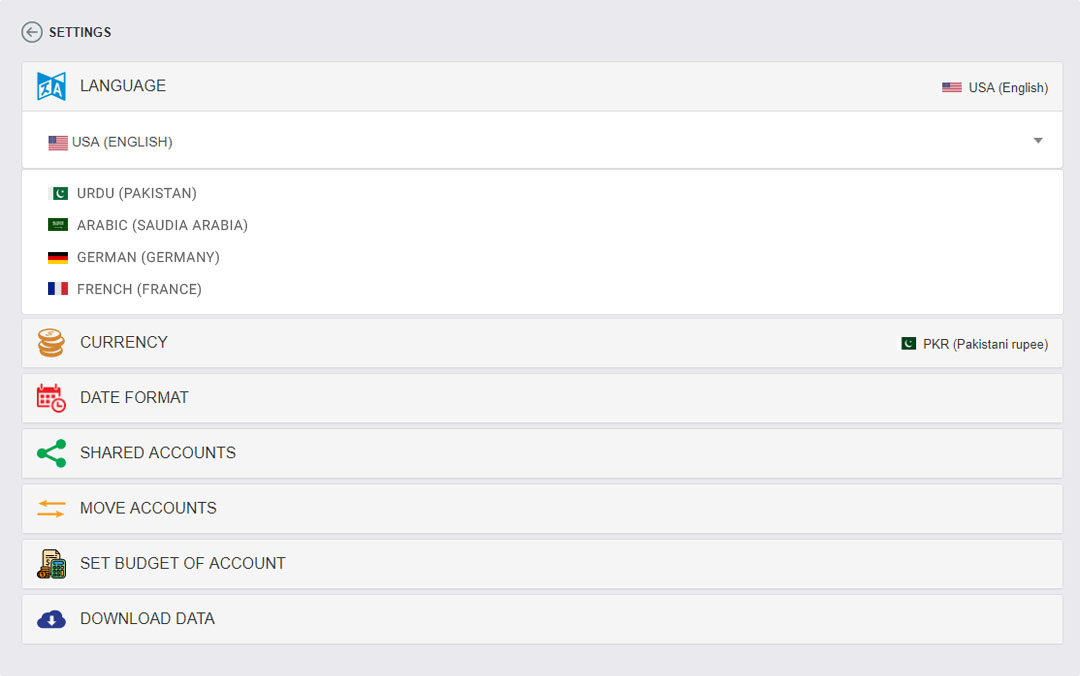 SETTINGS
LANGUAGE USA (English)
USA (ENGLISH)
URDU (PAKISTAN)
ARABIC (SAUDIA ARABIA)
GERMAN (GERMANY)
FRENCH (FRANCE)
CURRENCY PKR (Pakistani rupee)
DATE FORMAT
SHARED ACCOUNTS
MOVE ACCOUNTS
SET BUDGET OF ACCOUNT
DOWNLOAD DATA